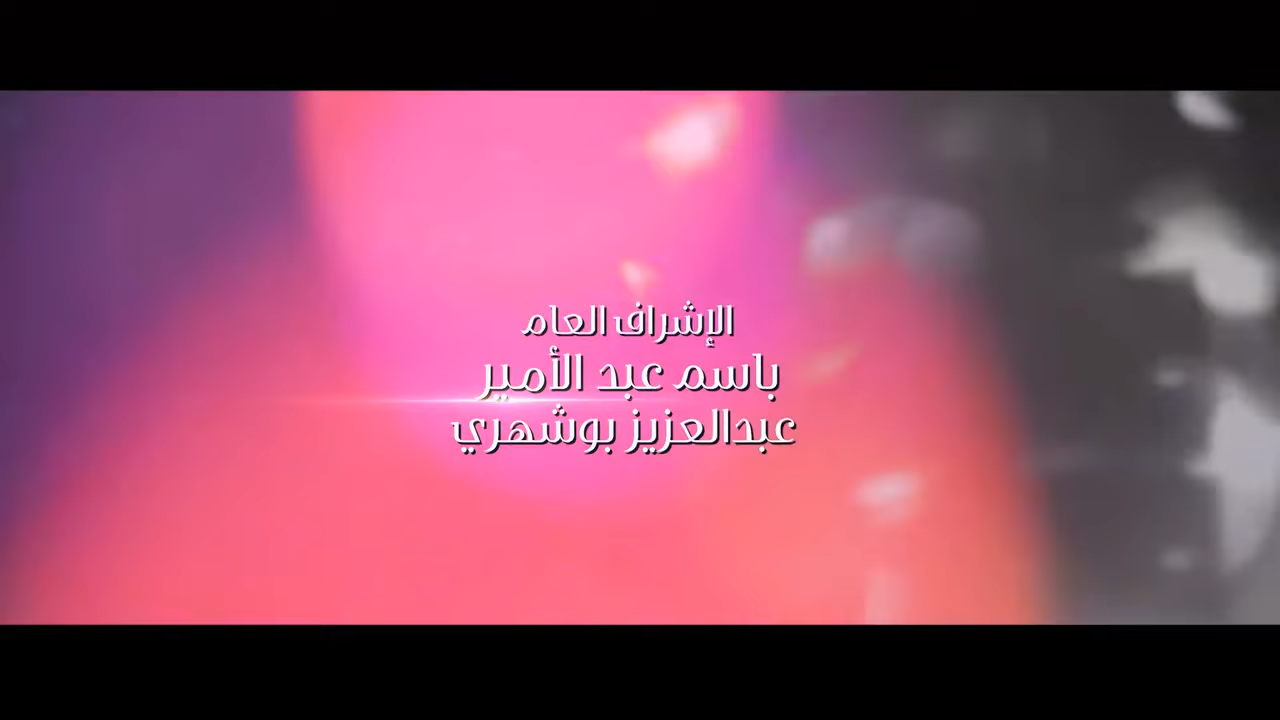 الإشراف العام
باسم عبد الأمير
عبدالعزيز بوشهري